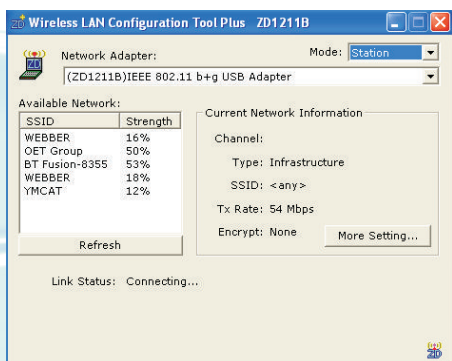 Wireless LAN Configuration Tool Plus ZD1211B
Network Adapter:
Mode: Station
(ZD1211B)IEEE 802.11 b+g USB Adapter
Available Network:
SSID Strength
WEBBER 16%
OET Group 50%
BT Fusion-8355 53%
WEBBER 18%
YMCAT 12%
Refresh
Current Network Information
Channel:
Type: Infrastructure
SSID: <any>
Tx Rate: 54 Mbps
Encrypt: None
More Setting...
Link Status: Connecting...
ZD